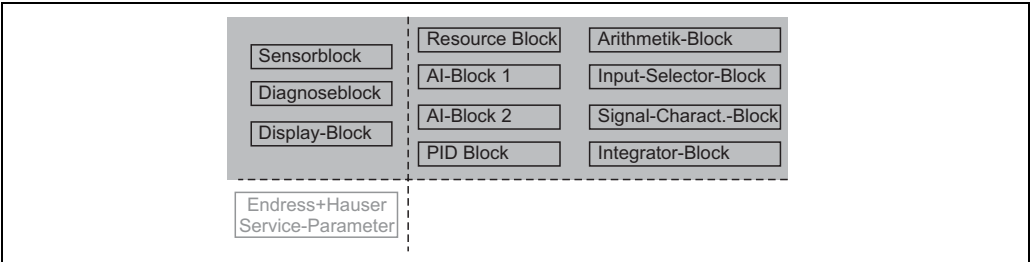 Sensorblock
Diagnoseblock
Display-Block
Resource Block
AI-Block 1
AI-Block 2
PID Block
Arithmetik-Block
Input-Selector-Block
Signal-Charact.-Block
Integrator-Block
Endress+Hauser
Service-Parameter